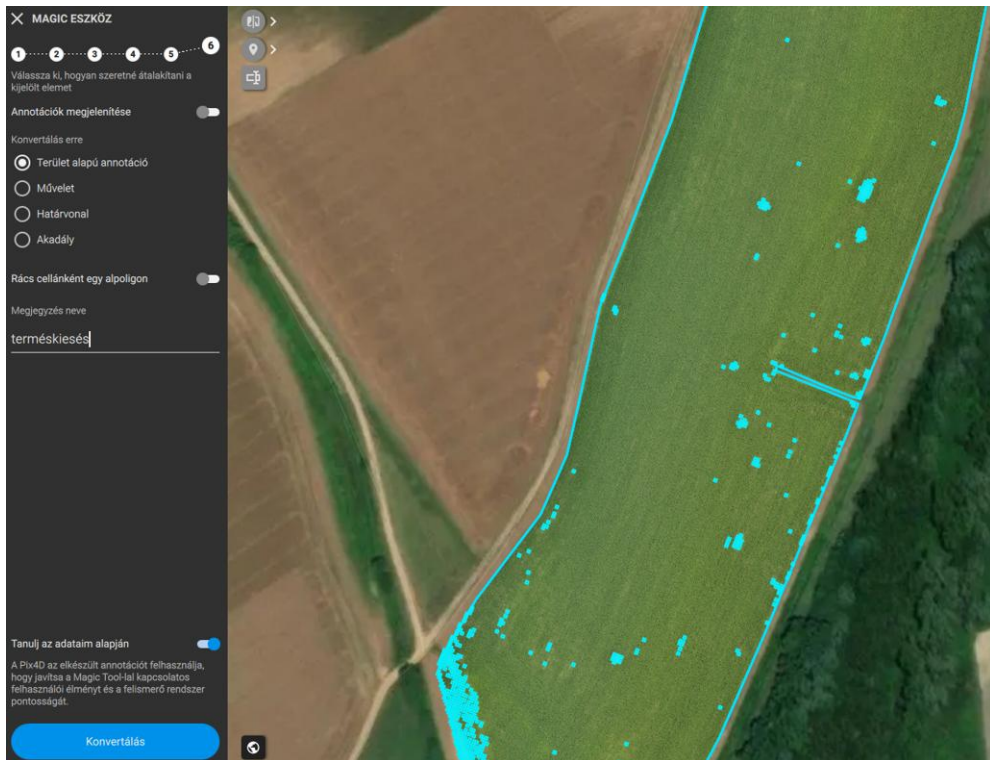 MAGIC ESZKÖZ
1 2 3 4 5 6
Válassza ki, hogyan szeretné átalakítani a
kijelölt elemet
Annotációk megjelenítése
Konvertálás erre
Terület alapú annotáció
Művelet
Határvonal
Akadály
Rács cellánként egy alpoligon
Megjegyzés neve
terméskiesés
Tanulj az adataim alapján
A Pix4D az elkészült annotációt felhasználja,
hogy javítsa a Magic Tool-lal kapcsolatos
felhasználói élményt és a felismerő rendszer
pontosságát.
Konvertálás